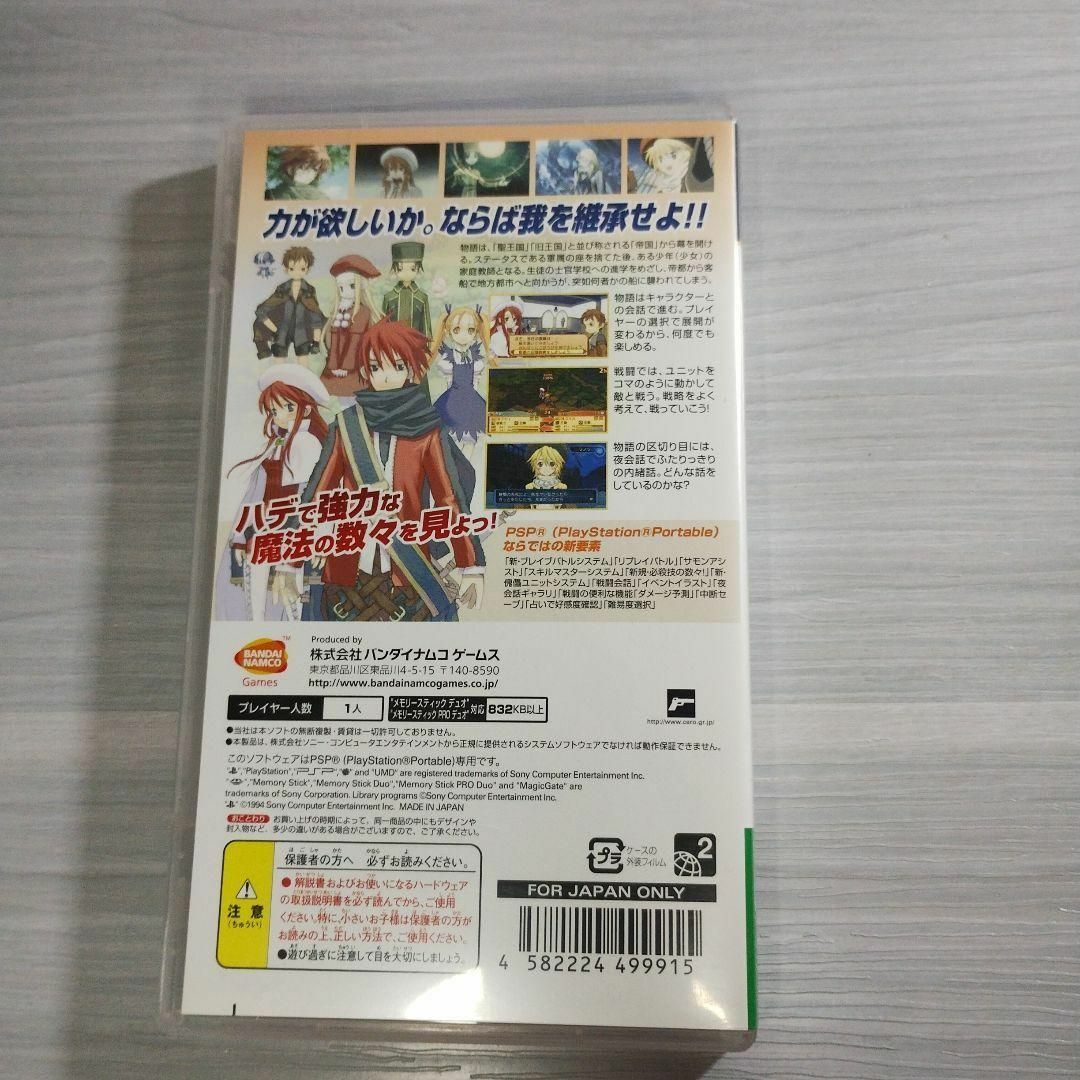 力が欲しいか。ならば我を継承せよ!!
物語は、「聖王国」「旧王国」と並び称される「帝国」から幕を開け
る。ステータスである軍属の座を捨てた後、ある少年(少女)の
家庭教師となる。生徒の士官学校への進学をめざし、帝都から客
船で地方都市へと向かうが、突如何者かの船に襲われてしまう。
物語はキャラクターと
の会話で進む。プレイ
ヤーの選択で展開が
変わるから、何度でも
楽しめる。
戦闘では、ユニットを
コマのように動かして
敵と戦う。戦略をよく
考えて、戦っていこう!
物語の区切り目には、
夜会話でふたりっきり
の内緒話。どんな話を
しているのかな?
ハデで強力な
魔法の数々を見よっ!
PSP® (PlayStation®Portable)
ならではの新要素
「新・ブレイブバトルシステム」「リプレイバトル」「サモンアシ
スト」「スキルマスターシステム」「新規・必殺技の数々!」「新・
傀儡ユニットシステム」「戦闘会話」「イベントイラスト」「夜
会話ギャラリ」「戦闘の便利な機能「ダメージ予測」「中断セ
ーブ」「占いで好感度確認」「難易度選択」
BANDAI
NAMCO
Games
TM
Produced by
株式会社 バンダイナムコ ゲームス
東京都品川区東品川4-5-15 〒140-8590
http://www.bandainamcogames.co.jp/
プレイヤー人数 1人
"メモリースティック デュオ"
"メモリースティック PRO デュオ" 対応 832KB以上
http://www.cero.gr.jp/
●当社は本ソフトの無断複製・賃貸は一切許可しておりません。
●本製品は、株式会社ソニー・コンピュータエンタテインメントから正規に提供されるシステムソフトウェアでなければ動作保証できません。
このソフトウェアはPSP® (PlayStation®Portable)専用です。
"PlayStation","PSP", and "UMD" are registered trademarks of Sony Computer Entertainment Inc.
"Memory Stick","Memory Stick Duo","Memory Stick PRO Duo" and "MagicGate" are
trademarks of Sony Corporation. Library programs ©Sony Computer Entertainment Inc.
©1994 Sony Computer Entertainment Inc. MADE IN JAPAN
おことわり お買い上げの時期によって、同一商品の中にもデザインや
封入物など、多少の違いがある場合がございますので、ご了承ください。
保護者の方へ 必ずお読みください。
注意
(ちゅうい)
●解説書およびお使いになるハードウェア
の取扱説明書を必ず読んでから、ご使用
ください。特に、小さいお子様は保護者の方が
お読みの上、正しい方法で、ご使用ください。
●遊び過ぎに注意して目を大切にしましょう。
プラ
ケースの
外装フィルム
2
FOR JAPAN ONLY
4 582224 499915